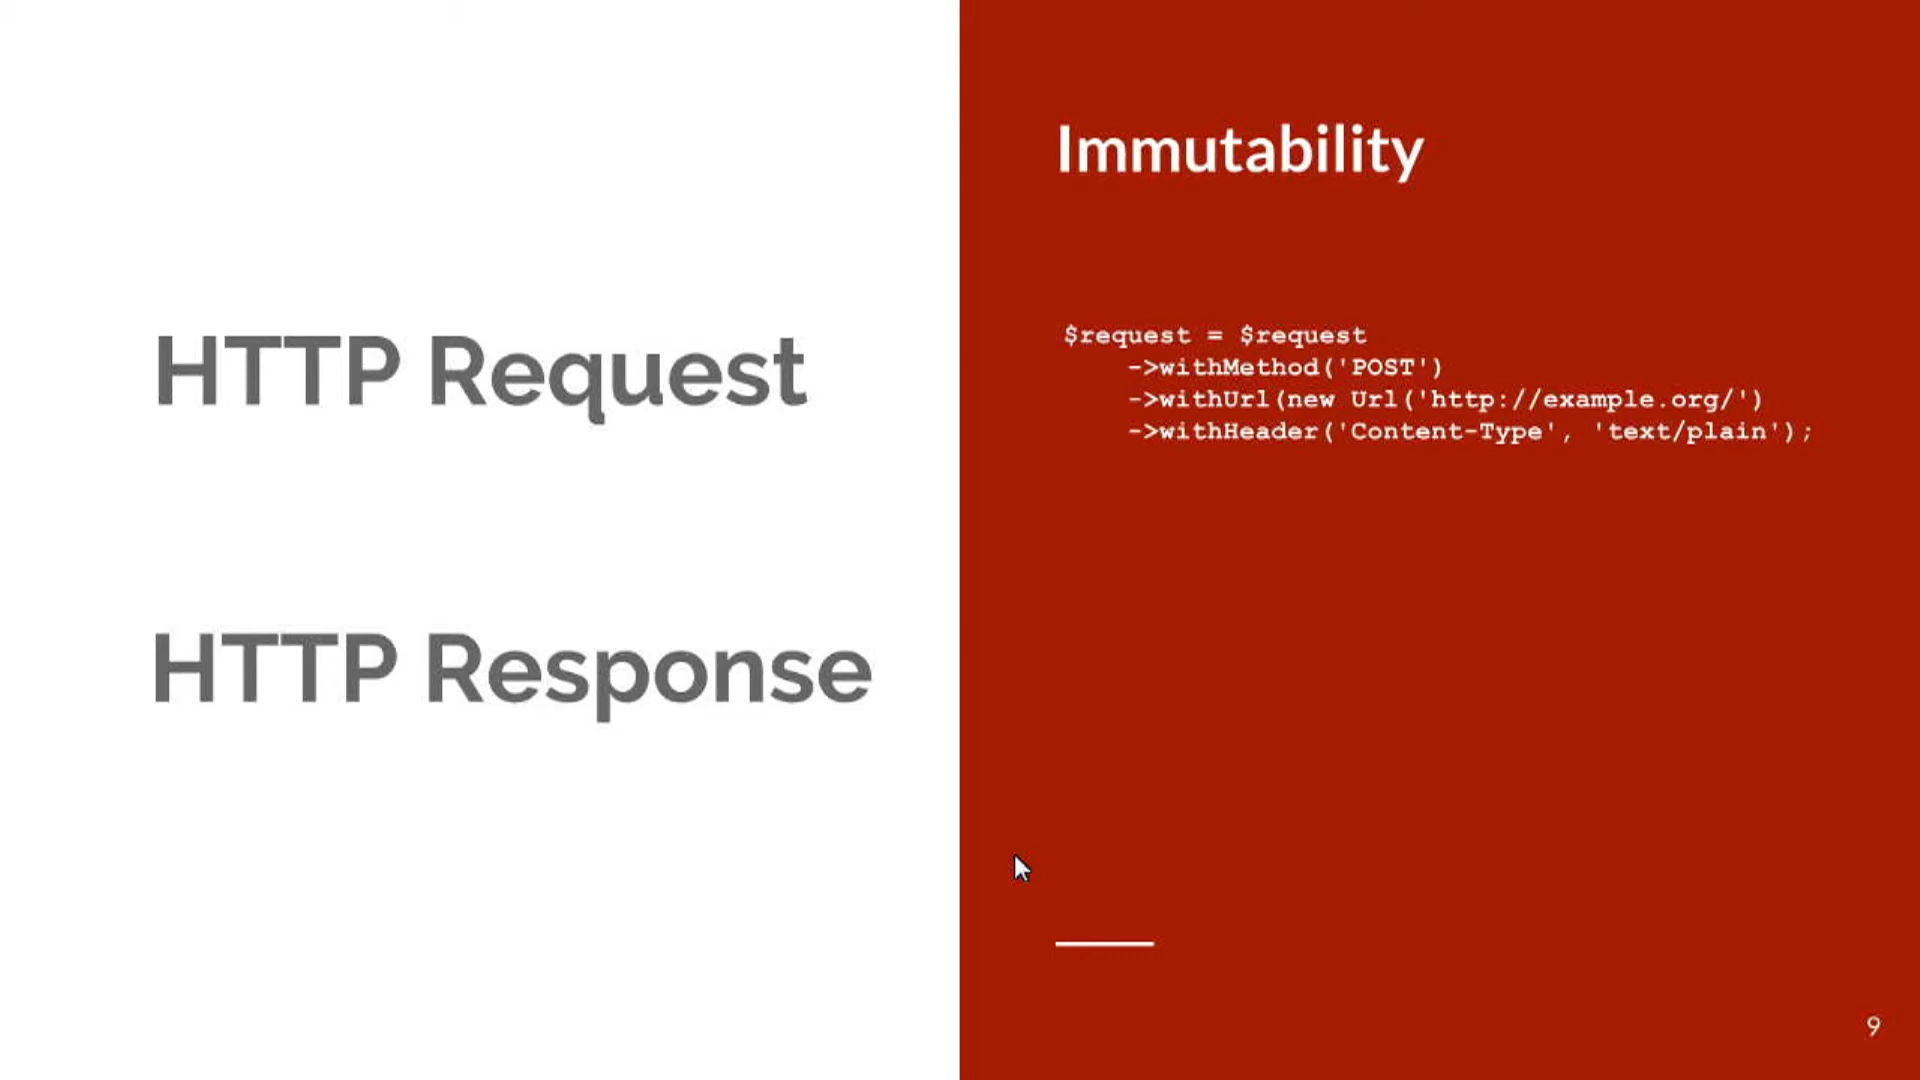 HTTP Request
HTTP Response
Immutability
$request = $request
->withMethod('POST')
->withUrl(new Url('http://example.org/')
->withHeader('Content-Type', 'text/plain');
9